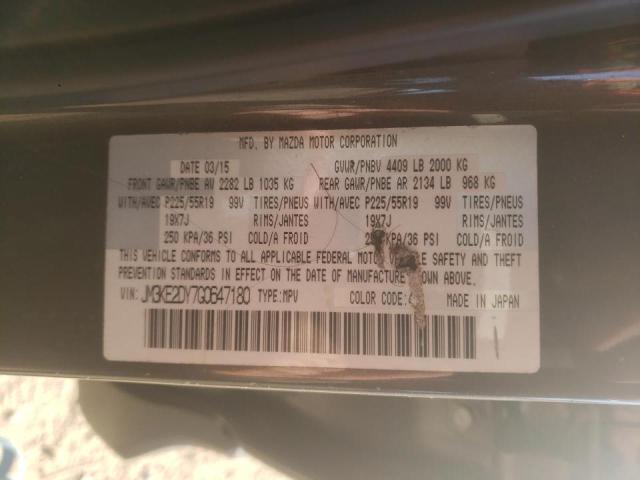 MFD. BY MAZDA MOTOR CORPORATION
DATE 03/15 GVWR/PNBV 4409 LB 2000 KG
FRONT GAWR/PNBE AV 2282 LB 1035 KG REAR GAWR/PNBE AR 2134 LB 968 KG
WITH/AVEC P225/55R19 99V TIRES/PNEUS WITH/AVEC P225/55R19 99V TIRES/PNEUS
19X7J RIMS/JANTES 19X7J RIMS/JANTES
250 KPA/36 PSI COLD/A FROID KPA/36 PSI COLD/A FROID
THIS VEHICLE CONFORMS TO ALL APPLICABLE FEDERAL MOTOR VEHICLE SAFETY AND THEFT
PREVENTION STANDARDS IN EFFECT ON THE DATE OF MANUFACTURE SHOWN ABOVE.
VIN: JM3KE2DY7G0647180 TYPE:MPV COLOR CODE: MADE IN JAPAN